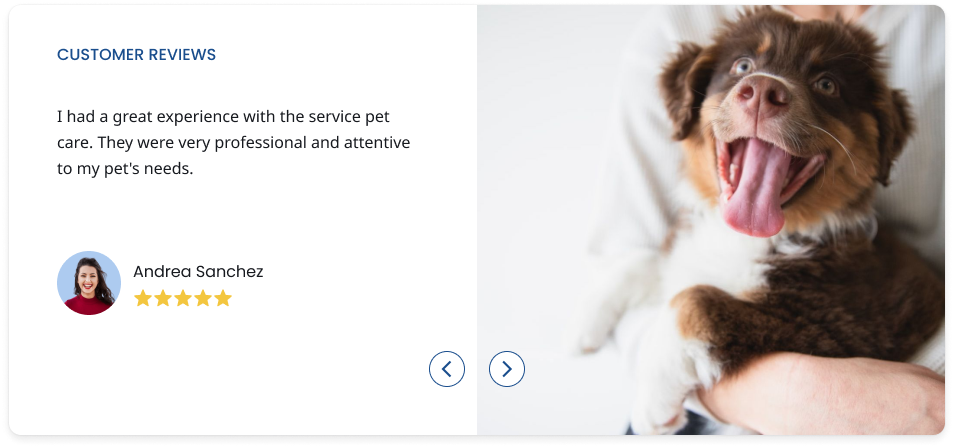 CUSTOMER REVIEWS
I had a great experience with the service pet
care. They were very professional and attentive
to my pet's needs.
Andrea Sanchez